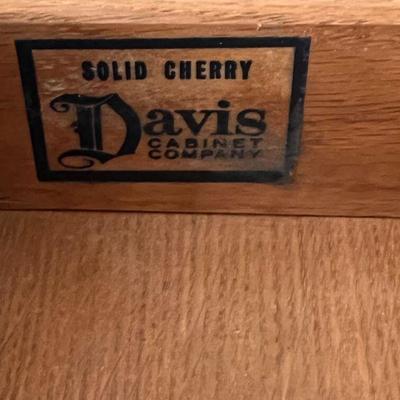 SOLID CHERRY
Davis
CABINET
COMPANY